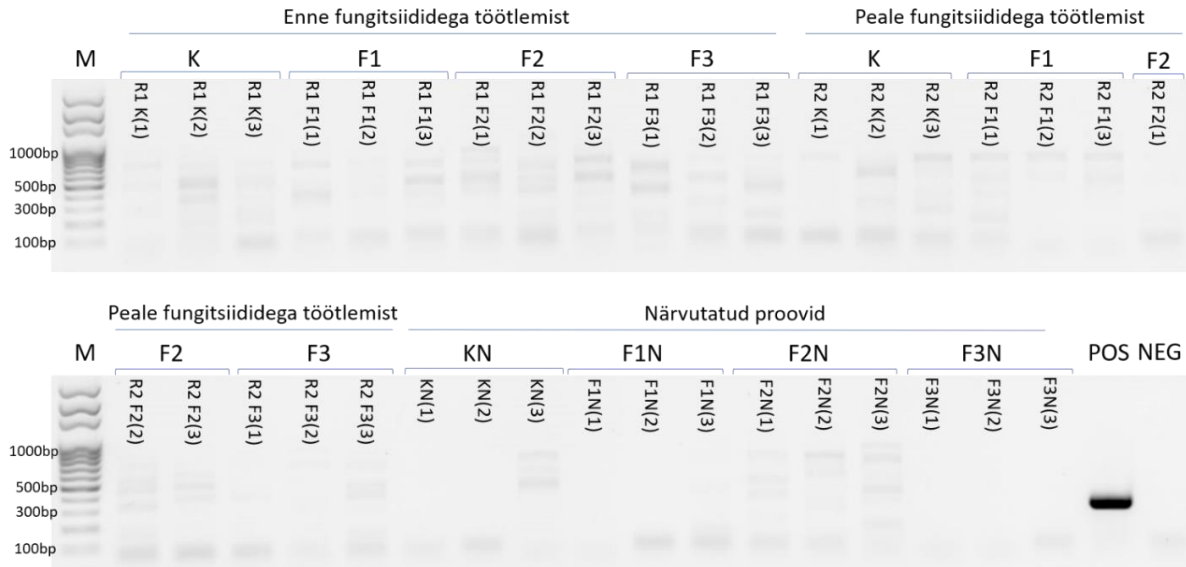 Enne fungitsiididega töötlemist Peale fungitsiididega töötlemist
M K F1 F2 F3 K F1 F2
R1 K(1) R1 K(2) R1 K(3) R1 F1(1) R1 F1(2) R1 F1(3) R1 F2(1) R1 F2(2) R1 F2(3) R1 F3(1) R1 F3(2) R1 F3(3) R2 K(1) R2 K(2) R2 K(3) R2 F1(1) R2 F1(2) R2 F1(3) R2 F2(1)
1000bp
500bp
300bp
100bp
Peale fungitsiididega töötlemist Närvutatud proovid
M F2 F3 KN F1N F2N F3N POS NEG
R2 F2(2) R2 F2(3) R2 F3(1) R2 F3(2) R2 F3(3) KN(1) KN(2) KN(3) F1N(1) F1N(2) F1N(3) F2N(1) F2N(2) F2N(3) F3N(1) F3N(2) F3N(3)
1000bp
500bp
300bp
100bp